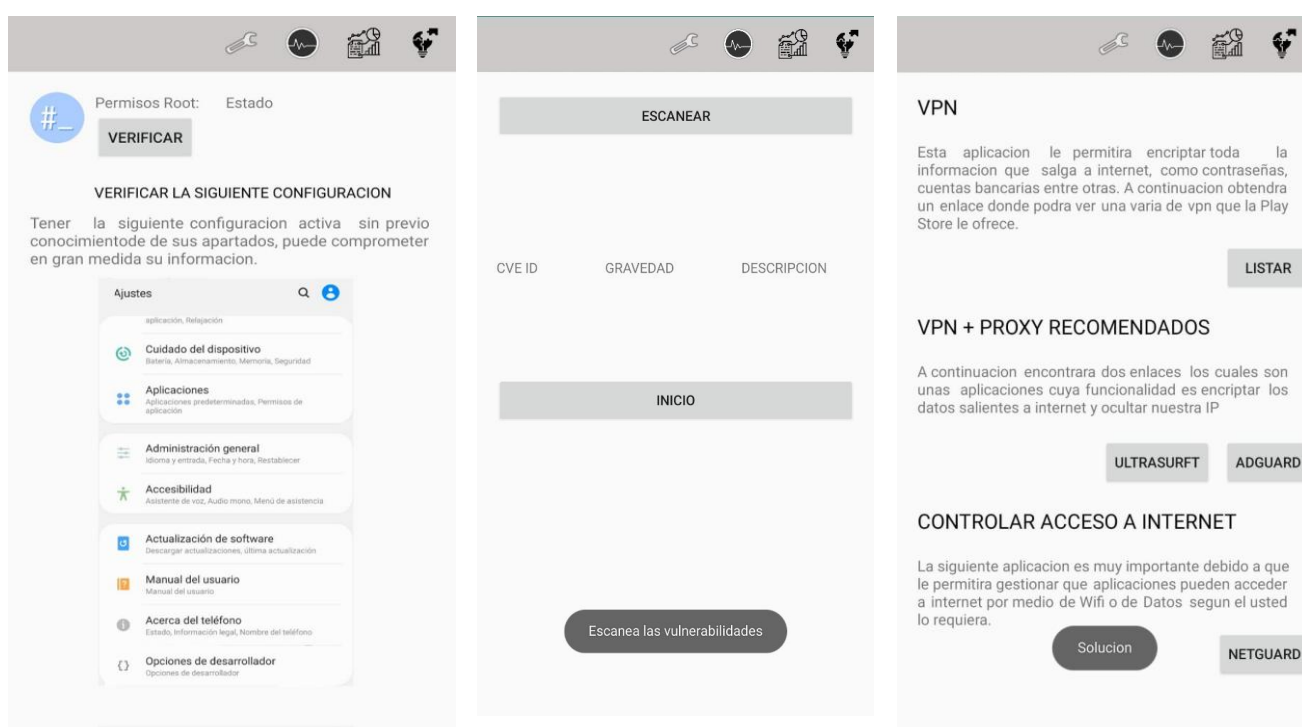 Permisos Root: Estado
VERIFICAR
VERIFICAR LA SIGUIENTE CONFIGURACION
Tener la siguiente configuracion activa sin previo
conocimientode de sus apartados, puede comprometer
en gran medida su informacion.
Ajustes
aplicación, Relajación
Cuidado del dispositivo
Batería, Almacenamiento, Memoria, Seguridad
Aplicaciones
Aplicaciones predeterminadas, Permisos de
aplicación
Administración general
Idioma y entrada, Fecha y hora, Restablecer
Accesibilidad
Asistente de voz, Audio mono, Menú de asistencia
Actualización de software
Descargar actualizaciones, última actualización
Manual del usuario
Manual del usuario
Acerca del teléfono
Estado, Información legal, Nombre del teléfono
Opciones de desarrollador
Opciones de desarrollador
ESCANEAR
CVE ID GRAVEDAD DESCRIPCION
INICIO
Escanea las vulnerabilidades
VPN
Esta aplicacion le permitira encriptar toda la
informacion que salga a internet, como contraseñas,
cuentas bancarias entre otras. A continuacion obtendra
un enlace donde podra ver una varia de vpn que la Play
Store le ofrece.
LISTAR
VPN + PROXY RECOMENDADOS
A continuacion encontrara dos enlaces los cuales son
unas aplicaciones cuya funcionalidad es encriptar los
datos salientes a internet y ocultar nuestra IP
ULTRASURFT ADGUARD
CONTROLAR ACCESO A INTERNET
La siguiente aplicacion es muy importante debido a que
le permitira gestionar que aplicaciones pueden acceder
a internet por medio de Wifi o de Datos segun el usted
lo requiera.
Solucion
NETGUARD